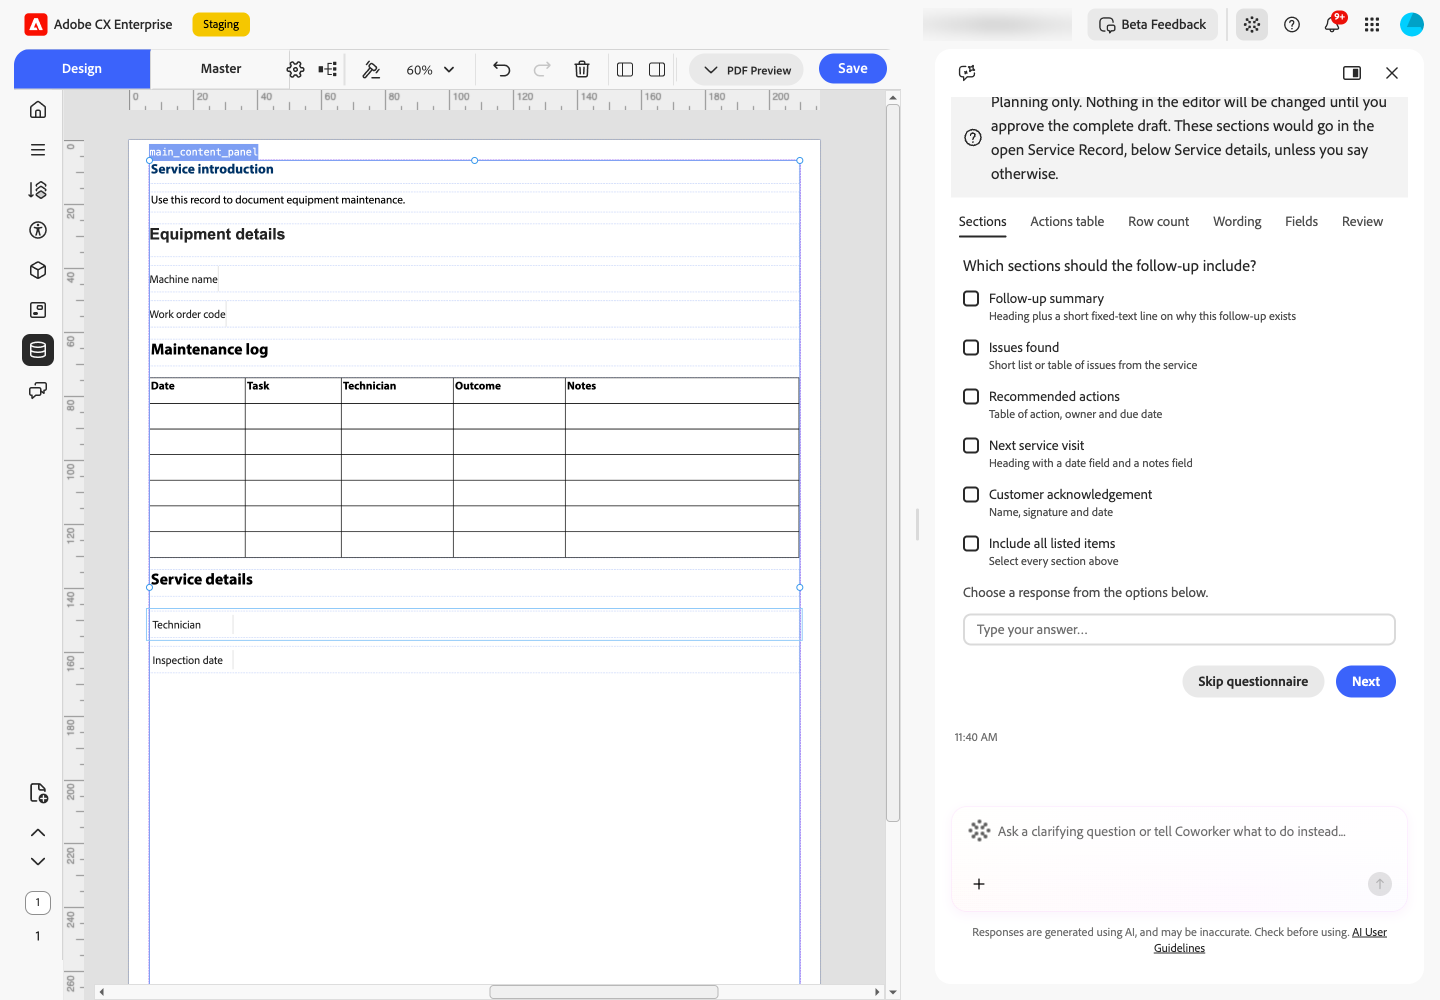 Adobe CX Enterprise
Staging
Beta Feedback
9+
Design
Master
60%
PDF Preview
Save
0 20 40 60 80 100 120 140 160 180 200
0
20
40
60
80
100
120
140
160
180
200
220
240
260
main_content_panel
Service introduction
Use this record to document equipment maintenance.
Equipment details
Machine name
Work order code
Maintenance log
Date Task Technician Outcome Notes
Service details
Technician
Inspection date
1
1
Planning only. Nothing in the editor will be changed until you
approve the complete draft. These sections would go in the
open Service Record, below Service details, unless you say
otherwise.
Sections Actions table Row count Wording Fields Review
Which sections should the follow-up include?
Follow-up summary
Heading plus a short fixed-text line on why this follow-up exists
Issues found
Short list or table of issues from the service
Recommended actions
Table of action, owner and due date
Next service visit
Heading with a date field and a notes field
Customer acknowledgement
Name, signature and date
Include all listed items
Select every section above
Choose a response from the options below.
Type your answer...
Skip questionnaire
Next
11:40 AM
Ask a clarifying question or tell Coworker what to do instead...
Responses are generated using AI, and may be inaccurate. Check before using. AI User
Guidelines